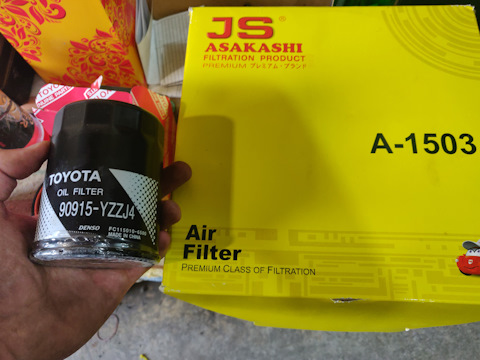 JS
ASAKASHI
FILTRATION PRODUCT
PREMIUM プレミアム・ブランド
A-1503
Air
Filter
PREMIUM CLASS OF FILTRATION
TOYOTA
OIL FILTER
90915-YZZJ4
DENSO
MADE IN CHINA